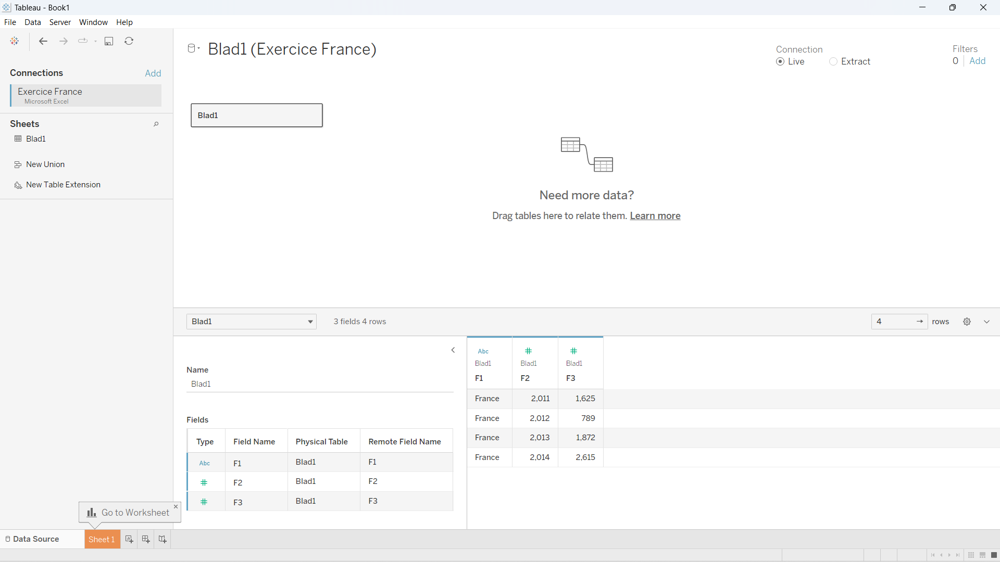 Tableau - Book1
File Data Server Window Help
Connections Add
Exercice France
Microsoft Excel
Sheets
Blad1
New Union
New Table Extension
Blad1 (Exercice France)
Connection
Live Extract
Filters
0 Add
Blad1
Need more data?
Drag tables here to relate them. Learn more
Blad1 3 fields 4 rows 4 → rows
Name
Blad1
Fields
Type Field Name Physical Table Remote Field Name
Abc F1 Blad1 F1
# F2 Blad1 F2
# F3 Blad1 F3
Abc # #
Blad1 Blad1 Blad1
F1 F2 F3
France 2,011 1,625
France 2,012 789
France 2,013 1,872
France 2,014 2,615
Go to Worksheet
Data Source Sheet 1